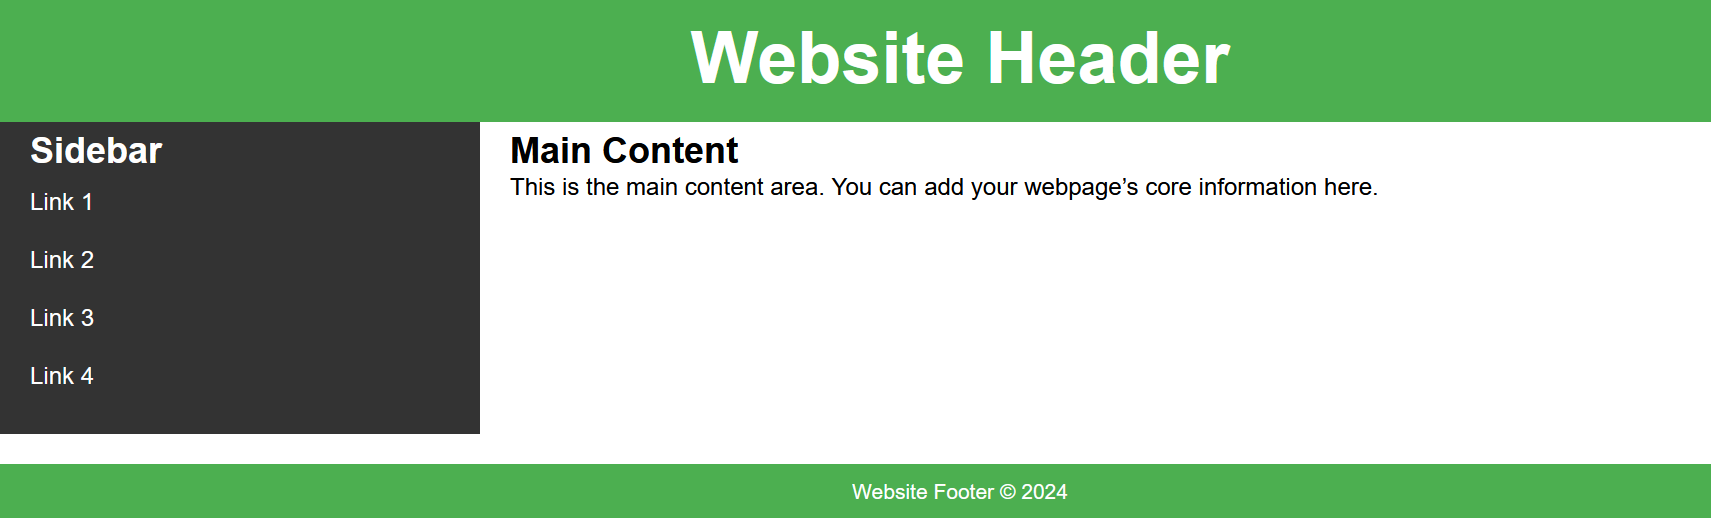 Website Header
Sidebar
Link 1
Link 2
Link 3
Link 4
Main Content
This is the main content area. You can add your webpage’s core information here.
Website Footer © 2024